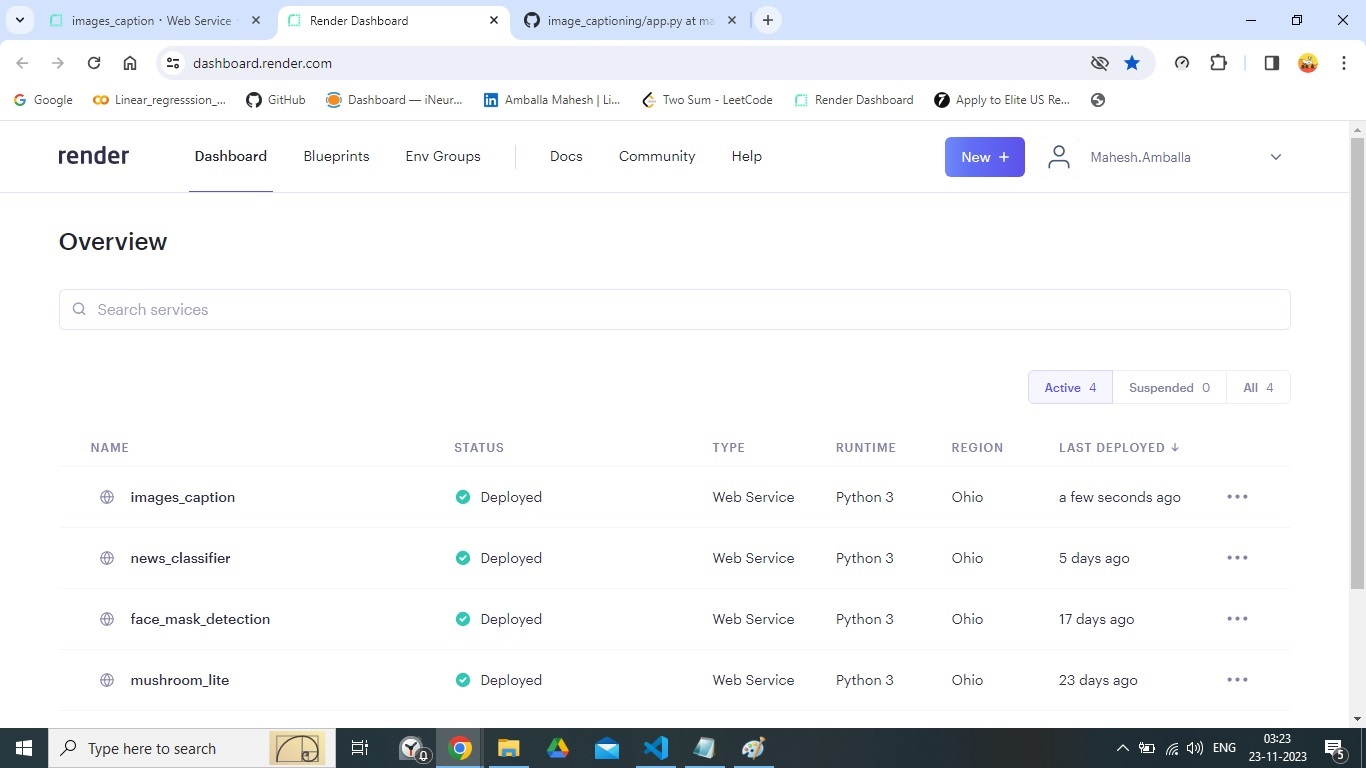 images_caption · Web Service ·
Render Dashboard
image_captioning/app.py at ma
dashboard.render.com
Google
Linear_regresssion_...
GitHub
Dashboard — iNeur...
Amballa Mahesh | Li...
Two Sum - LeetCode
Render Dashboard
Apply to Elite US Re...
render
Dashboard
Blueprints
Env Groups
Docs
Community
Help
New +
Mahesh.Amballa
Overview
Search services
Active 4
Suspended 0
All 4
NAME STATUS TYPE RUNTIME REGION LAST DEPLOYED ↓
images_caption Deployed Web Service Python 3 Ohio a few seconds ago
news_classifier Deployed Web Service Python 3 Ohio 5 days ago
face_mask_detection Deployed Web Service Python 3 Ohio 17 days ago
mushroom_lite Deployed Web Service Python 3 Ohio 23 days ago
Type here to search
0
ENG
03:23
23-11-2023
5